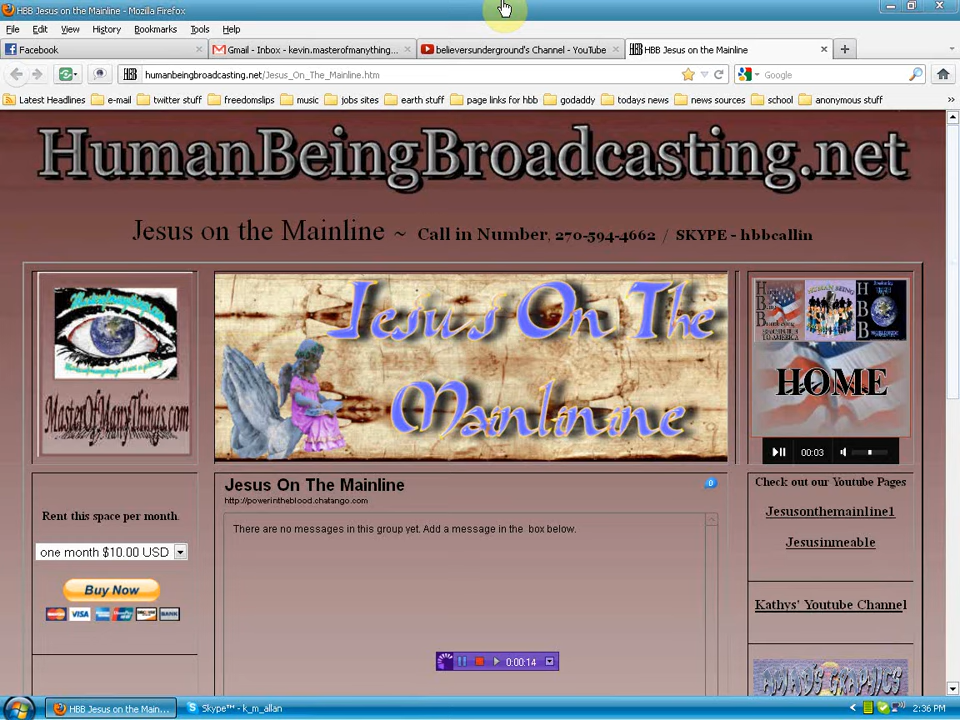 HBB Jesus on the Mainline - Mozilla Firefox
File Edit View History Bookmarks Tools Help
Facebook
Gmail - Inbox - kevin.masterofmanything...
believersunderground's Channel - YouTube
HBB Jesus on the Mainline
humanbeingbroadcasting.net/Jesus_On_The_Mainline.htm
Google
Latest Headlines e-mail twitter stuff freedomslips music jobs sites earth stuff page links for hbb godaddy todays news news sources school anonymous stuff
HumanBeingBroadcasting.net
Jesus on the Mainline ~ Call in Number, 270-594-4662 / SKYPE - hbbcallin
MasterOfManyThings.com
Jesus On The
Mainlinine
HUMAN BEING
HOME
00:03
Jesus On The Mainline
0
http://powerintheblood.chatango.com
There are no messages in this group yet. Add a message in the box below.
Check out our Youtube Pages
Jesusonthemainline1
Jesusinmeable
Kathys' Youtube Channel
Rent this space per month.
one month $10.00 USD
Buy Now
VISA
BANK
0:00:14
HBB Jesus on the Main...
Skype™ - k_m_allan
2:36 PM